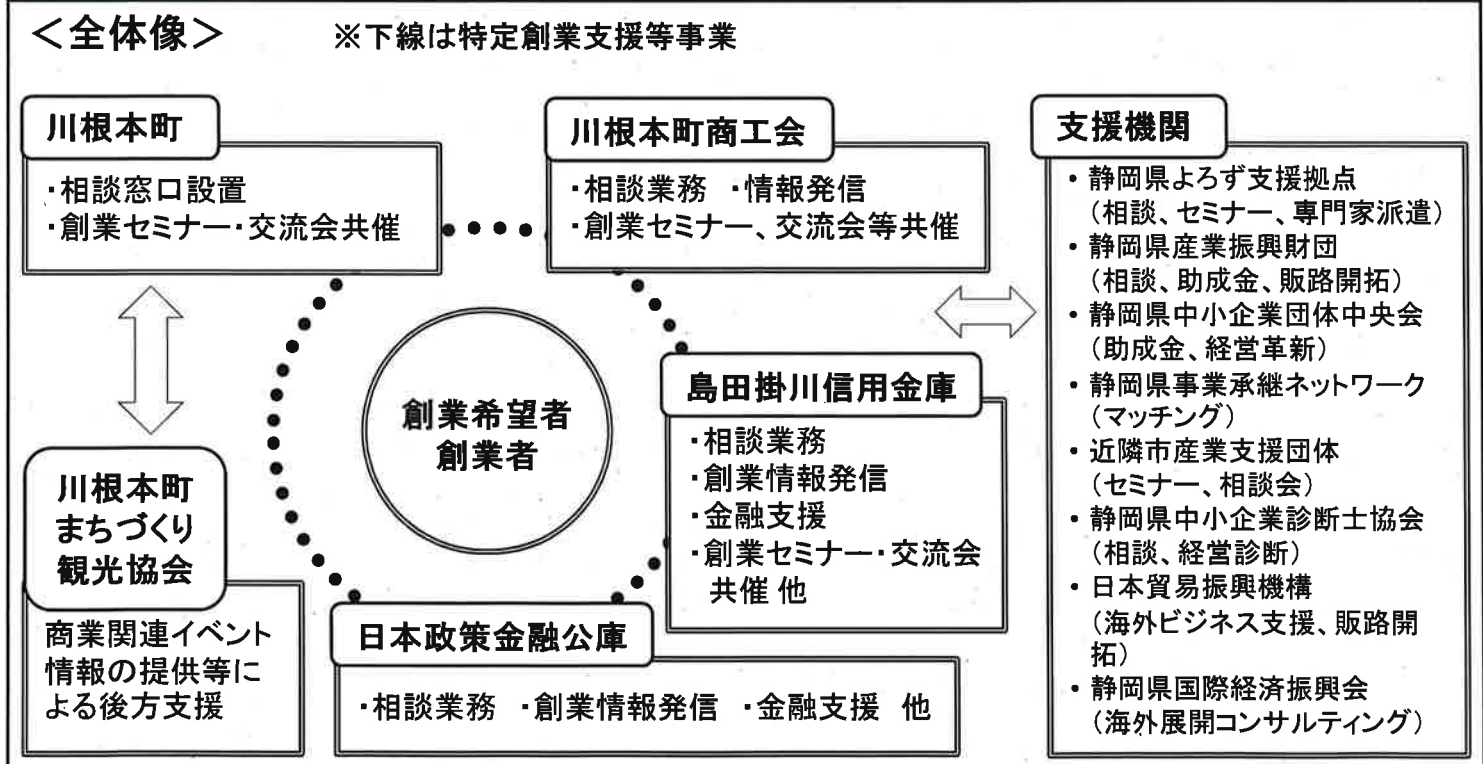 ＜全体像＞
※下線は特定創業支援等事業
川根本町
・相談窓口設置
・創業セミナー・交流会共催
川根本町商工会
・相談業務 ・情報発信
・創業セミナー、交流会等共催
支援機関
・静岡県よろず支援拠点
（相談、セミナー、専門家派遣）
・静岡県産業振興財団
（相談、助成金、販路開拓）
・静岡県中小企業団体中央会
（助成金、経営革新）
・静岡県事業承継ネットワーク
（マッチング）
・近隣市産業支援団体
（セミナー、相談会）
・静岡県中小企業診断士協会
（相談、経営診断）
・日本貿易振興機構
（海外ビジネス支援、販路開
拓）
・静岡県国際経済振興会
（海外展開コンサルティング）
創業希望者
創業者
島田掛川信用金庫
・相談業務
・創業情報発信
・金融支援
・創業セミナー・交流会
共催 他
川根本町
まちづくり
観光協会
商業関連イベント
情報の提供等に
よる後方支援
日本政策金融公庫
・相談業務 ・創業情報発信 ・金融支援 他